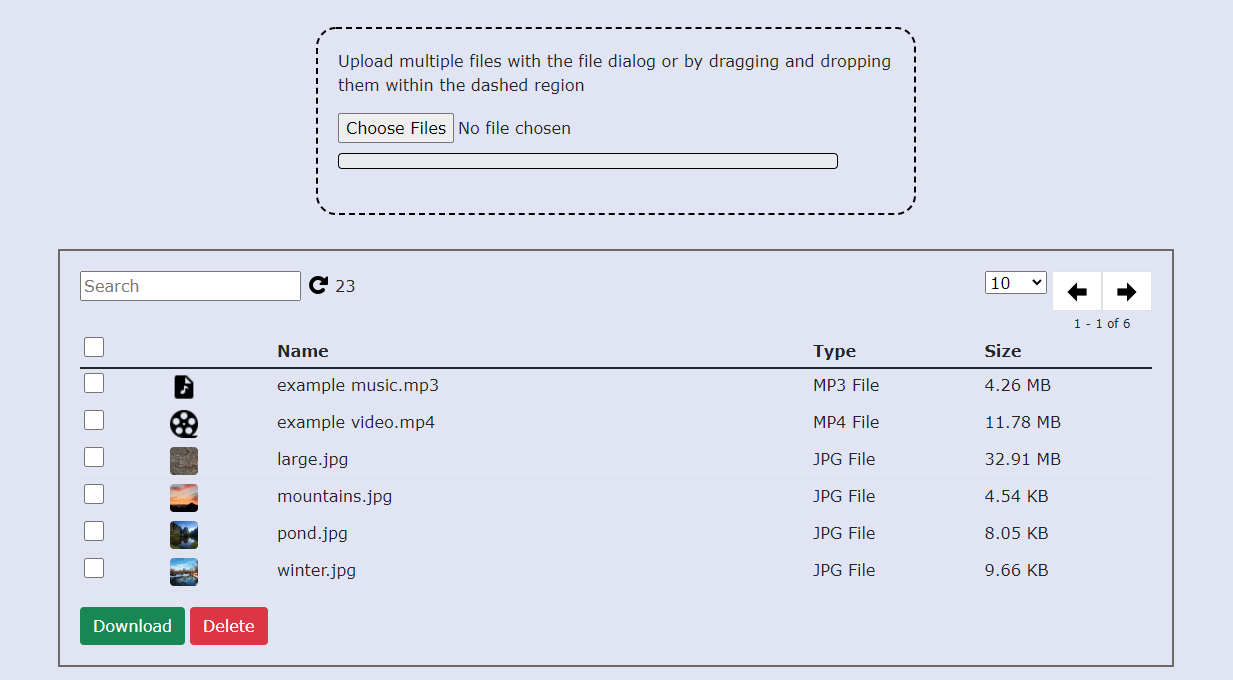 Upload multiple files with the file dialog or by dragging and dropping
them within the dashed region
Choose Files No file chosen
Search 23 10
1 - 1 of 6
Name Type Size
example music.mp3 MP3 File 4.26 MB
example video.mp4 MP4 File 11.78 MB
large.jpg JPG File 32.91 MB
mountains.jpg JPG File 4.54 KB
pond.jpg JPG File 8.05 KB
winter.jpg JPG File 9.66 KB
Download Delete